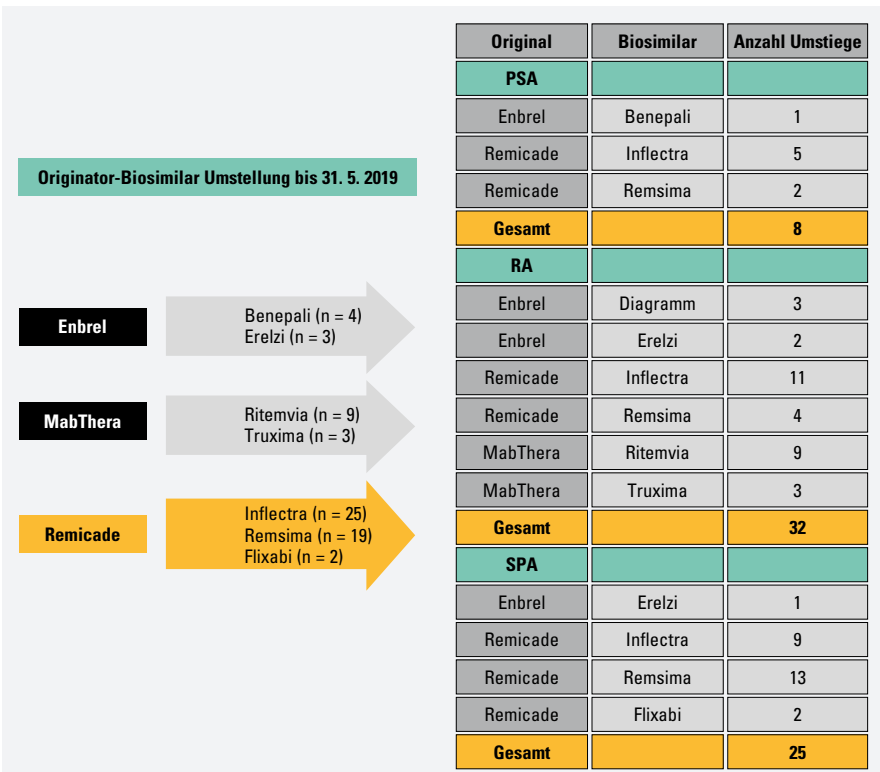 Originator-Biosimilar Umstellung bis 31. 5. 2019
Enbrel
Benepali (n = 4)
Erelzi (n = 3)
MabThera
Ritemvia (n = 9)
Truxima (n = 3)
Remicade
Inflectra (n = 25)
Remsima (n = 19)
Flixabi (n = 2)
Original Biosimilar Anzahl Umstiege
PSA
Enbrel Benepali 1
Remicade Inflectra 5
Remicade Remsima 2
Gesamt 8
RA
Enbrel Diagramm 3
Enbrel Erelzi 2
Remicade Inflectra 11
Remicade Remsima 4
MabThera Ritemvia 9
MabThera Truxima 3
Gesamt 32
SPA
Enbrel Erelzi 1
Remicade Inflectra 9
Remicade Remsima 13
Remicade Flixabi 2
Gesamt 25